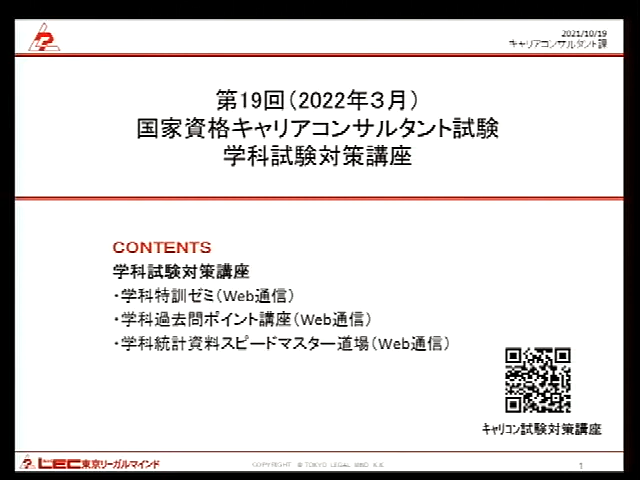 2021/10/19
キャリアコンサルタント課
第19回(2022年3月)
国家資格キャリアコンサルタント試験
学科試験対策講座
CONTENTS
学科試験対策講座
・学科特訓ゼミ(Web通信)
・学科過去問ポイント講座(Web通信)
・学科統計資料スピードマスター道場(Web通信)
キャリコン試験対策講座
LEC東京リーガルマインド
COPYRIGHT © TOKYO LEGAL MIND K.K
1